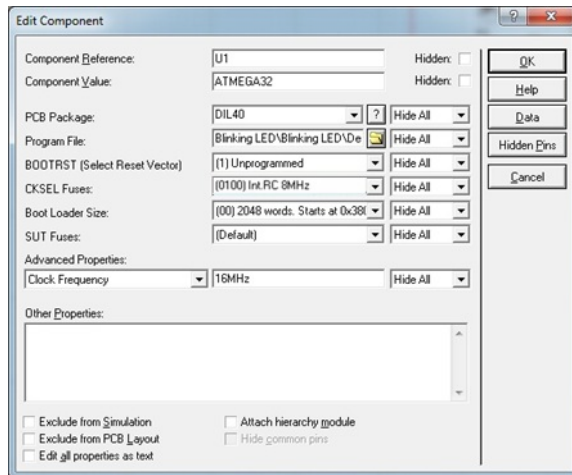 Edit Component
Component Reference: U1 Hidden:
Component Value: ATMEGA32 Hidden:
PCB Package: DIL40 ? Hide All
Program File: Blinking LED\Blinking LED\De Hide All
BOOTRST (Select Reset Vector) (1) Unprogrammed Hide All
CKSEL Fuses: (0100) Int.RC 8MHz Hide All
Boot Loader Size: (00) 2048 words. Starts at 0x380 Hide All
SUT Fuses: (Default) Hide All
Advanced Properties:
Clock Frequency 16MHz Hide All
Other Properties:
Exclude from Simulation Attach hierarchy module
Exclude from PCB Layout Hide common pins
Edit all properties as text
OK
Help
Data
Hidden Pins
Cancel